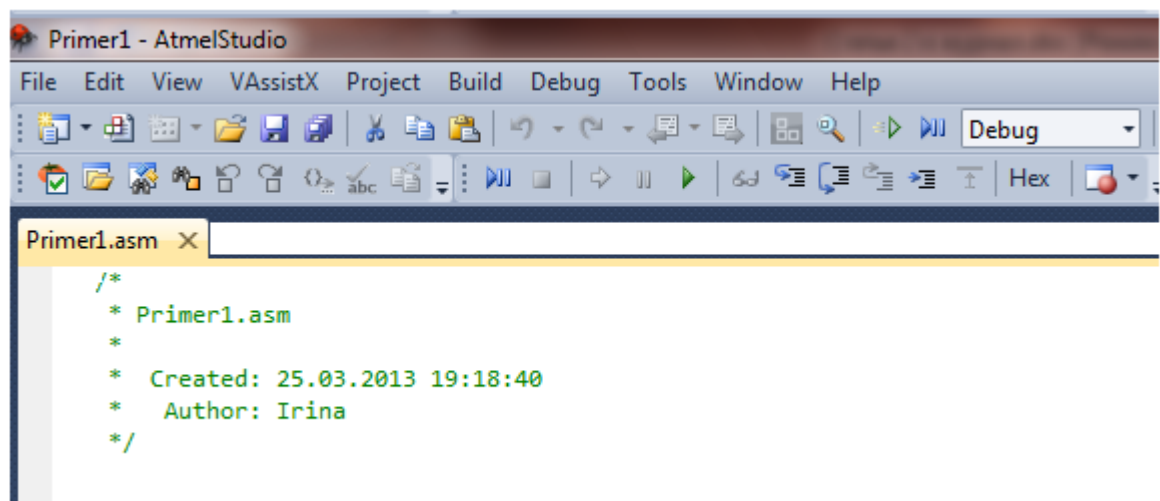 Primer1 - AtmelStudio
File Edit View VAssistX Project Build Debug Tools Window Help
Debug
abc Hex
Primer1.asm
/*
* Primer1.asm
*
* Created: 25.03.2013 19:18:40
* Author: Irina
*/